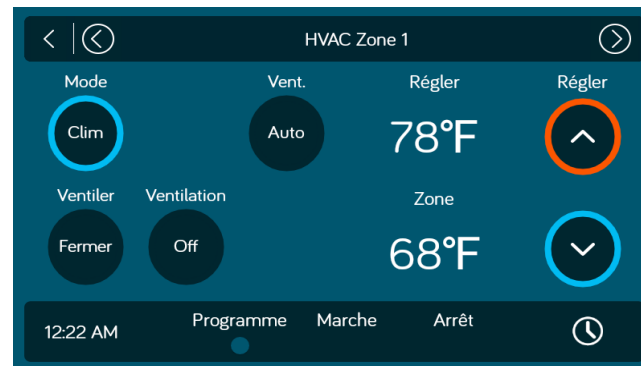 HVAC Zone 1
Mode Vent. Régler Régler
Clim Auto 78°F
Ventiler Ventilation Zone
Fermer Off 68°F
12:22 AM Programme Marche Arrêt